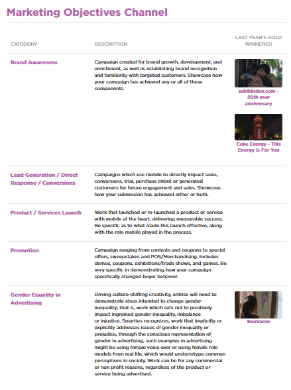 Marketing Objectives Channel
CATEGORY
DESCRIPTION
LAST YEAR'S GOLD
WINNER(S)
Brand Awareness
Campaign created for brand growth, development, and
enrichment, as well as establishing brand recognition
and familiarity with targeted customers. Showcase how
your campaign has achieved any or all of these
components.
ashibinden.com -
20th year
anniversary
Coke Energy - This
Energy is For You
Lead Generation / Direct
Response / Conversions
Campaigns which use mobile to directly impact sales,
conversions, trial, purchase intent or generated
customers for future engagement and sales. Showcase
how your submission has achieved either or both.
Product / Services Launch
Work that launched or re-launched a product or service
with mobile at the heart, delivering measurable success.
Be specific as to what made this launch effective, along
with the role mobile played in the process.
Promotion
Campaign ranging from contests and coupons to special
offers, sweepstakes and POS/Merchandising. Includes
demos, coupons, exhibitions/trade shows, and games. Be
very specific in demonstrating how your campaign
specifically changed buyer behavior
Gender Equality in
Advertising
Driving culture-shifting creativity, entries will need to
demonstrate ideas intended to change gender
inequality, that is, work which sets out to positively
impact ingrained gender inequality, imbalance
or injustice. Smarties recognizes, work that implicitly or
explicitly addresses issues of gender inequality or
prejudice, through the conscious representation of
gender in advertising, such examples in advertising
might be using female voice over or using female role
models from real life, which would understereotype common
perceptions in society. Work can be for any commercial
or non profit reasons, regardless of the product or
service being advertised.